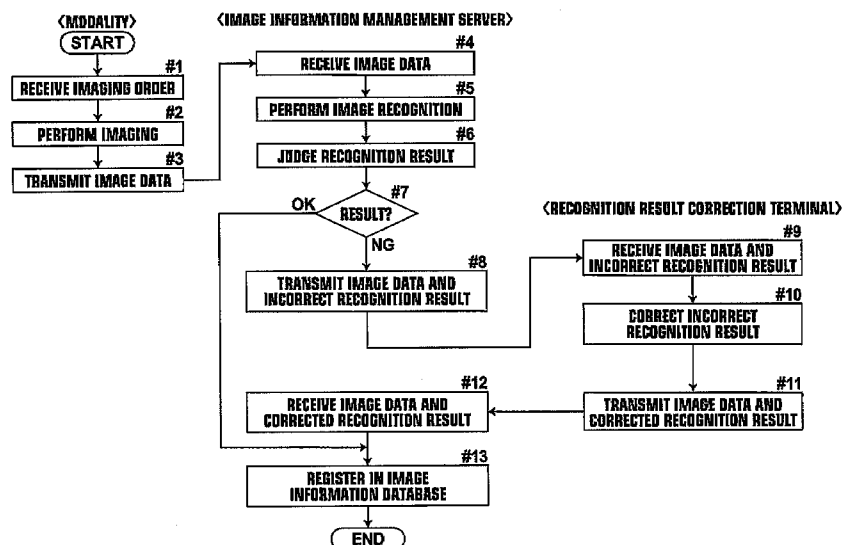 <MODALITY>
START
#1
RECEIVE IMAGING ORDER
#2
PERFORM IMAGING
#3
TRANSMIT IMAGE DATA
<IMAGE INFORMATION MANAGEMENT SERVER>
#4
RECEIVE IMAGE DATA
#5
PERFORM IMAGE RECOGNITION
#6
JUDGE RECOGNITION RESULT
#7
RESULT?
OK
NG
#8
TRANSMIT IMAGE DATA AND
INCORRECT RECOGNITION RESULT
<RECOGNITION RESULT CORRECTION TERMINAL>
#9
RECEIVE IMAGE DATA AND
INCORRECT RECOGNITION RESULT
#10
CORRECT INCORRECT
RECOGNITION RESULT
#11
TRANSMIT IMAGE DATA AND
CORRECTED RECOGNITION RESULT
#12
RECEIVE IMAGE DATA AND
CORRECTED RECOGNITION RESULT
#13
REGISTER IN IMAGE
INFORMATION DATABASE
END